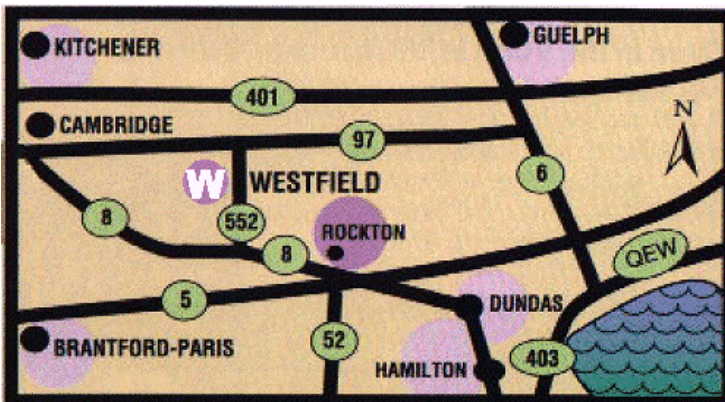 KITCHENER
GUELPH
401
CAMBRIDGE
97
N
W WESTFIELD
6
8
552
ROCKTON
8
QEW
5
DUNDAS
BRANTFORD-PARIS
52
HAMILTON
403